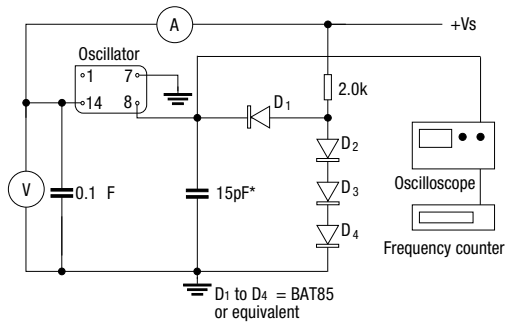 A
+Vs
Oscillator
1 7
14 8
2.0k
D1
D2
V
0.1 F
15pF*
D3
D4
Oscilloscope
Frequency counter
D1 to D4 = BAT85
or equivalent